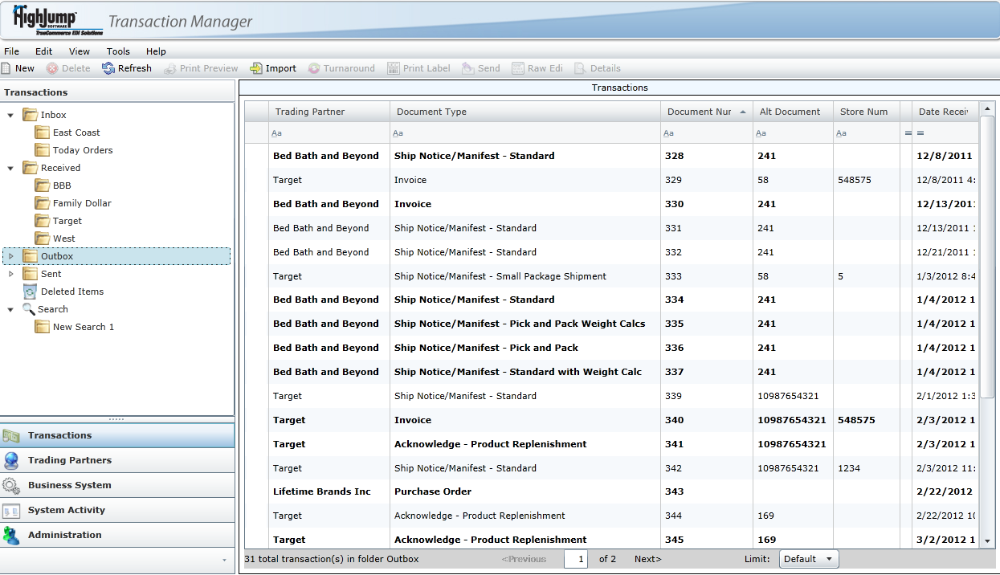 HighJump
SOFTWARE
TrueCommerce EDI Solutions
Transaction Manager
File Edit View Tools Help
New Delete Refresh Print Preview Import Turnaround Print Label Send Raw Edi Details
Transactions
Inbox
East Coast
Today Orders
Received
BBB
Family Dollar
Target
West
Outbox
Sent
Deleted Items
Search
New Search 1
Transactions
Trading Partners
Business System
System Activity
Administration
Transactions
Trading Partner Document Type Document Nur Alt Document Store Num Date Receiv
Aa Aa Aa Aa Aa = =
Bed Bath and Beyond Ship Notice/Manifest - Standard 328 241 12/8/2011
Target Invoice 329 58 548575 12/8/2011 4:
Bed Bath and Beyond Invoice 330 241 12/13/201
Bed Bath and Beyond Ship Notice/Manifest - Standard 331 241 12/13/2011
Bed Bath and Beyond Ship Notice/Manifest - Standard 332 241 12/21/2011
Target Ship Notice/Manifest - Small Package Shipment 333 58 5 1/3/2012 8:4
Bed Bath and Beyond Ship Notice/Manifest - Standard 334 241 1/4/2012 1
Bed Bath and Beyond Ship Notice/Manifest - Pick and Pack Weight Calcs 335 241 1/4/2012 1
Bed Bath and Beyond Ship Notice/Manifest - Pick and Pack 336 241 1/4/2012 1
Bed Bath and Beyond Ship Notice/Manifest - Standard with Weight Calc 337 241 1/4/2012 1
Target Ship Notice/Manifest - Standard 339 10987654321 2/1/2012 1:3
Target Invoice 340 10987654321 548575 2/3/2012 1
Target Acknowledge - Product Replenishment 341 10987654321 2/3/2012 1
Target Ship Notice/Manifest - Standard 342 10987654321 1234 2/3/2012 11:
Lifetime Brands Inc Purchase Order 343 2/22/2012
Target Acknowledge - Product Replenishment 344 169 2/22/2012 10
Target Acknowledge - Product Replenishment 345 169 3/2/2012 1
31 total transaction(s) in folder Outbox <Previous 1 of 2 Next> Limit: Default